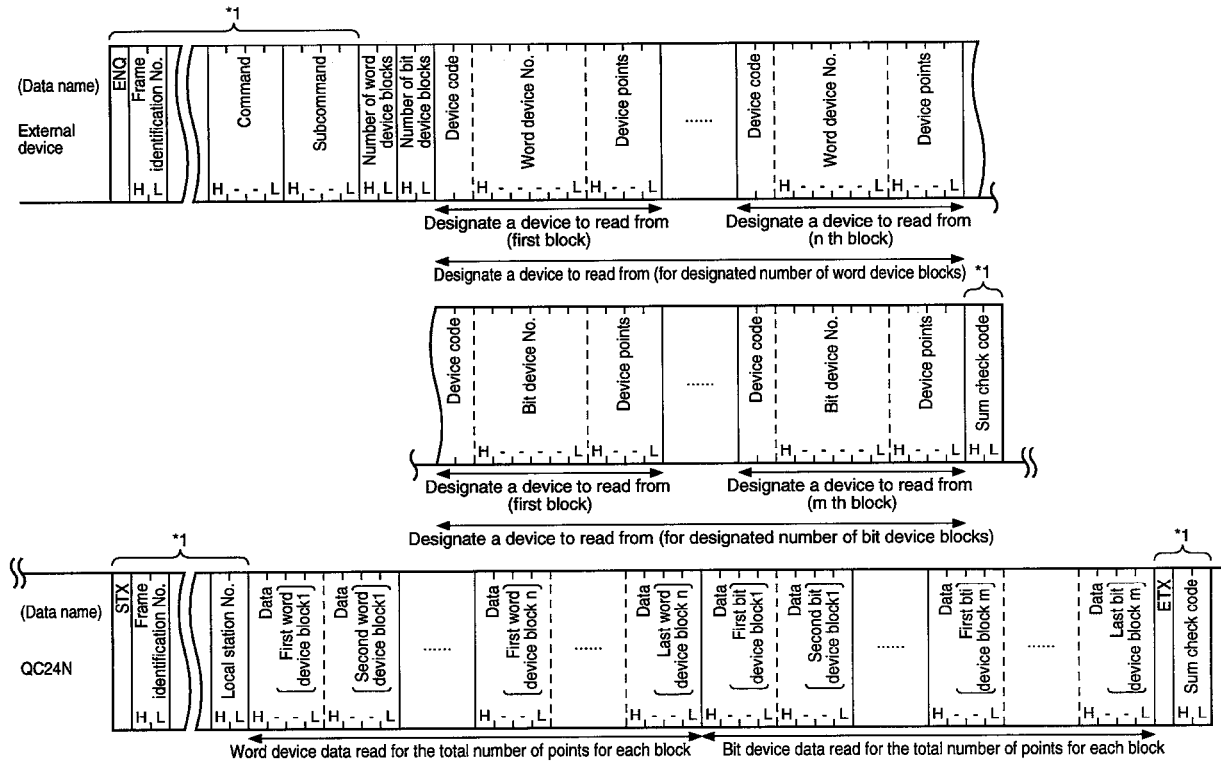 *1
(Data name)
External device
ENQ
Frame identification No.
H L
Command
H - - L
Subcommand
H - - L
Number of word device blocks
H L
Number of bit device blocks
H L
Device code
Word device No.
H - - - - L
Device points
H - - L
......
Device code
Word device No.
H - - - - L
Device points
H - - L
Designate a device to read from (first block)
Designate a device to read from (n th block)
Designate a device to read from (for designated number of word device blocks)
*1
Device code
Bit device No.
H - - - - L
Device points
H - - L
......
Device code
Bit device No.
H - - - - L
Device points
H - - L
Sum check code
H L
Designate a device to read from (first block)
Designate a device to read from (m th block)
Designate a device to read from (for designated number of bit device blocks)
*1
*1
(Data name)
QC24N
STX
Frame identification No.
H L
Local station No.
H L
Data [First word device block1]
H - - L
Data [Second word device block1]
H - - L
......
Data [First word device block n]
H - - L
......
Data [Last word device block n]
H - - L
Data [First bit device block1]
H - - L
Data [Second bit device block1]
H - - L
......
Data [First bit device block m]
H - - L
......
Data [Last bit device block m]
H - - L
ETX
Sum check code
H L
Word device data read for the total number of points for each block
Bit device data read for the total number of points for each block